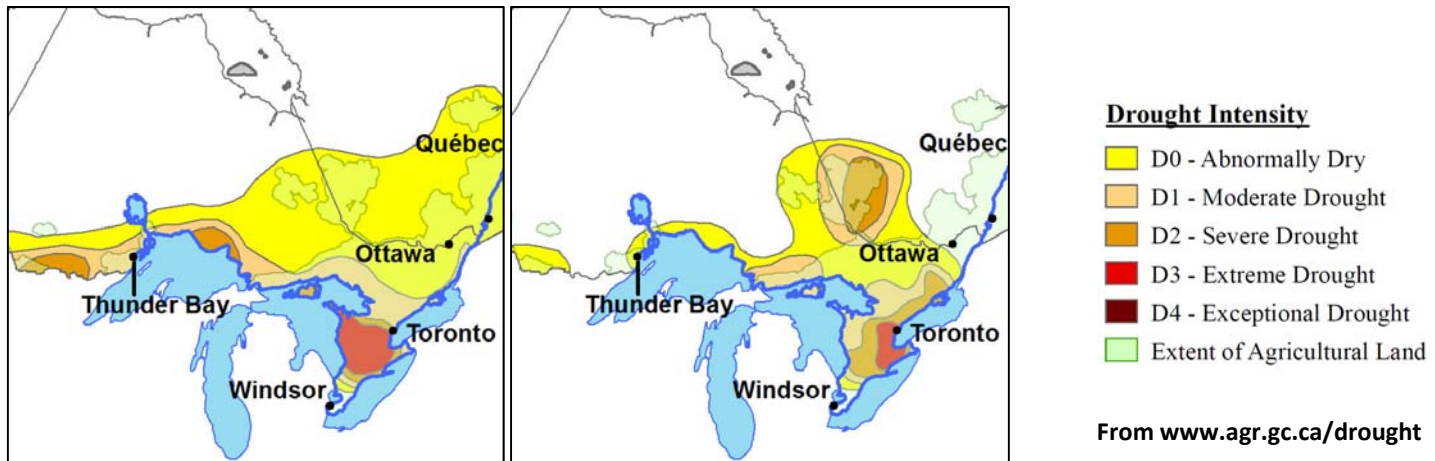 Québec
Ottawa
Thunder Bay
Toronto
Windsor
Québec
Ottawa
Thunder Bay
Toronto
Windsor
Drought Intensity
D0 - Abnormally Dry
D1 - Moderate Drought
D2 - Severe Drought
D3 - Extreme Drought
D4 - Exceptional Drought
Extent of Agricultural Land
From www.agr.gc.ca/drought